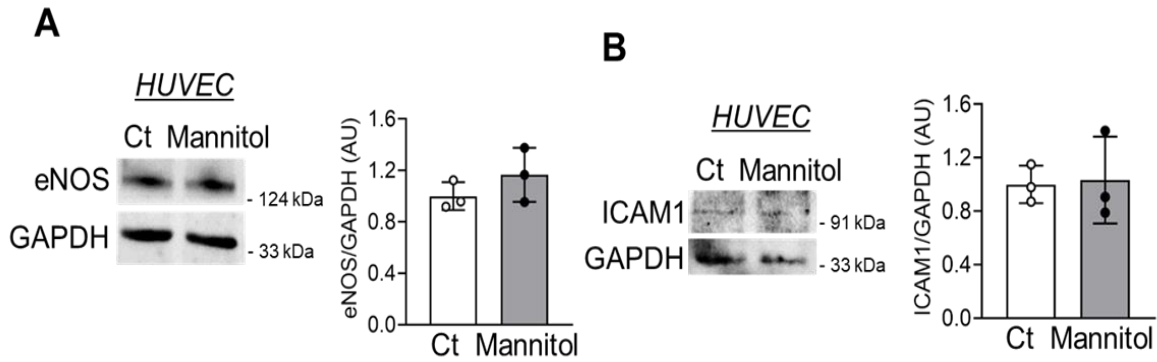 A
HUVEC
Ct Mannitol
eNOS
- 124 kDa
GAPDH
- 33 kDa
eNOS/GAPDH (AU)
1.6
1.2
0.8
0.4
0.0
Ct Mannitol
B
HUVEC
Ct Mannitol
ICAM1
- 91 kDa
GAPDH
- 33 kDa
ICAM1/GAPDH (AU)
1.6
1.2
0.8
0.4
0.0
Ct Mannitol